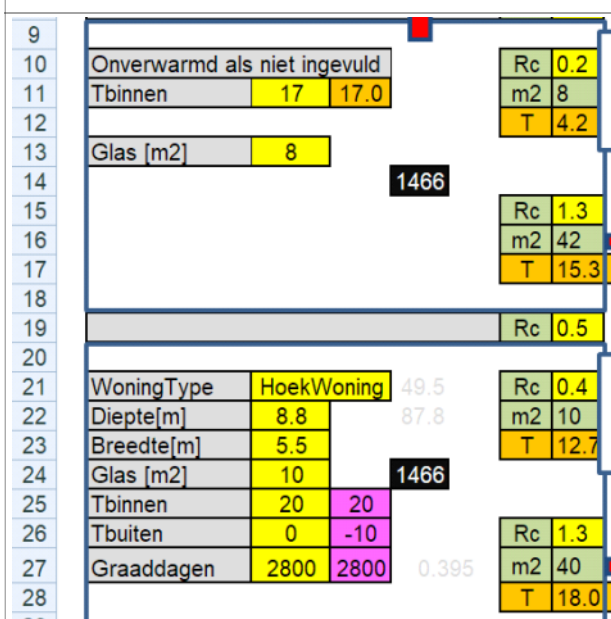 9
10 Onverwarmd als niet ingevuld Rc 0.2
11 Tbinnen 17 17.0 m2 8
12 T 4.2
13 Glas [m2] 8
14 1466
15 Rc 1.3
16 m2 42
17 T 15.3
18
19 Rc 0.5
20
21 WoningType HoekWoning 49.5 Rc 0.4
22 Diepte[m] 8.8 87.8 m2 10
23 Breedte[m] 5.5 T 12.7
24 Glas [m2] 10 1466
25 Tbinnen 20 20
26 Tbuiten 0 -10 Rc 1.3
27 Graaddagen 2800 2800 0.395 m2 40
28 T 18.0